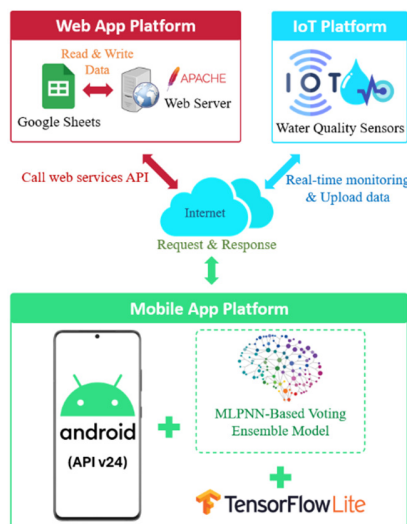 Web App Platform
Read & Write
Data
APACHE
Google Sheets
Web Server
IoT Platform
IOT
Water Quality Sensors
Call web services API
Internet
Real-time monitoring
& Upload data
Request & Response
Mobile App Platform
android
(API v24)
MLPNN-Based Voting
Ensemble Model
TensorFlow Lite